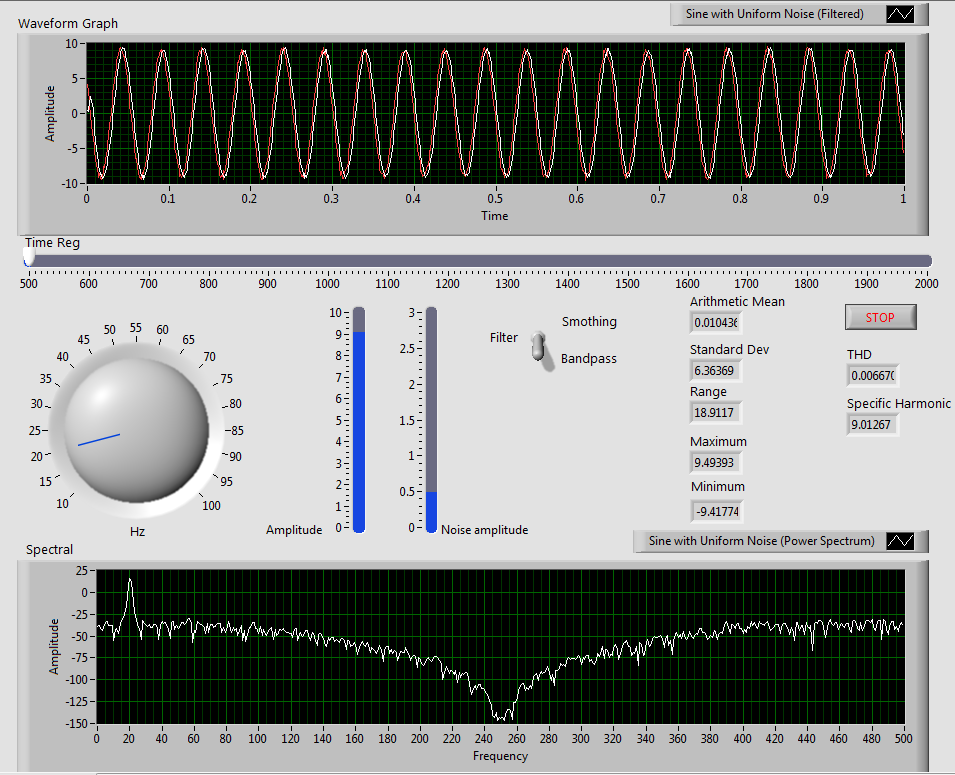 Waveform Graph
Sine with Uniform Noise (Filtered)
Amplitude
10
5
0
-5
-10
0 0.1 0.2 0.3 0.4 0.5 0.6 0.7 0.8 0.9 1
Time
Time Reg
500 600 700 800 900 1000 1100 1200 1300 1400 1500 1600 1700 1800 1900 2000
10 15 20 25 30 35 40 45 50 55 60 65 70 75 80 85 90 95 100
Hz
10
9
8
7
6
5
4
3
2
1
0
Amplitude
3
2.5
2
1.5
1
0.5
0
Noise amplitude
Filter
Smothing
Bandpass
Arithmetic Mean
0.010436
Standard Dev
6.36369
Range
18.9117
Maximum
9.49393
Minimum
-9.41774
STOP
THD
0.006670
Specific Harmonic
9.01267
Spectral
Sine with Uniform Noise (Power Spectrum)
Amplitude
25
0
-25
-50
-75
-100
-125
-150
0 20 40 60 80 100 120 140 160 180 200 220 240 260 280 300 320 340 360 380 400 420 440 460 480 500
Frequency